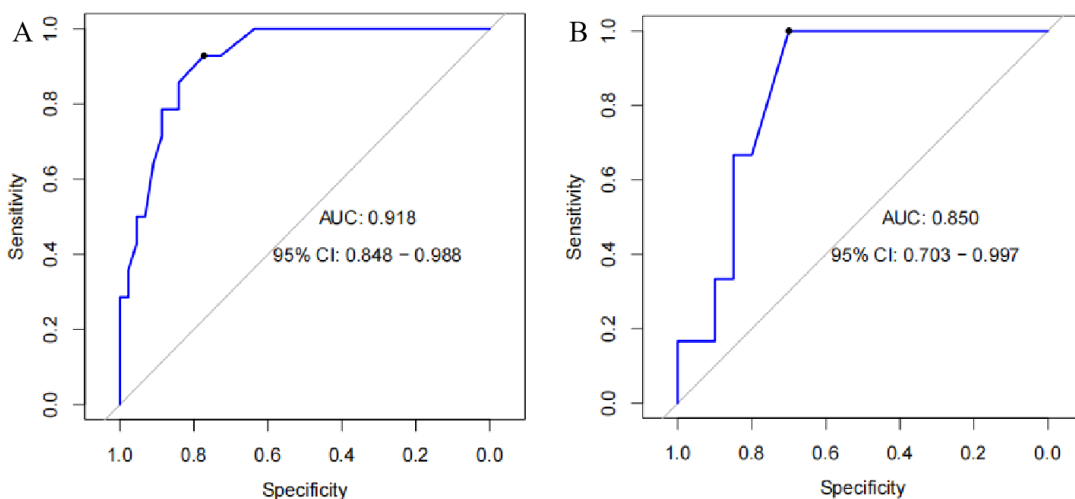 A
1.0
0.8
0.6
0.4
0.2
0.0
Sensitivity
AUC: 0.918
95% CI: 0.848 − 0.988
1.0 0.8 0.6 0.4 0.2 0.0
Specificity
B
1.0
0.8
0.6
0.4
0.2
0.0
Sensitivity
AUC: 0.850
95% CI: 0.703 − 0.997
1.0 0.8 0.6 0.4 0.2 0.0
Specificity